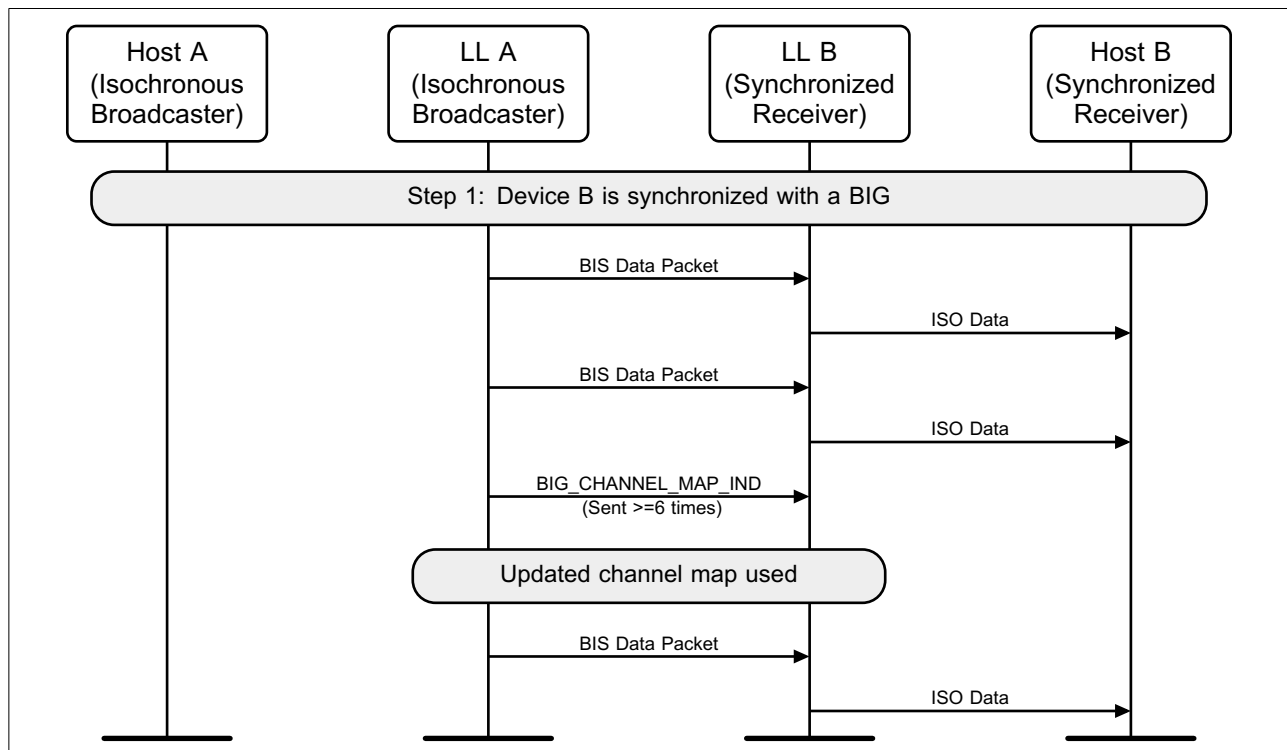 Host A
(Isochronous
Broadcaster)
LL A
(Isochronous
Broadcaster)
LL B
(Synchronized
Receiver)
Host B
(Synchronized
Receiver)
Step 1: Device B is synchronized with a BIG
BIS Data Packet
ISO Data
BIS Data Packet
ISO Data
BIG_CHANNEL_MAP_IND
(Sent >=6 times)
Updated channel map used
BIS Data Packet
ISO Data